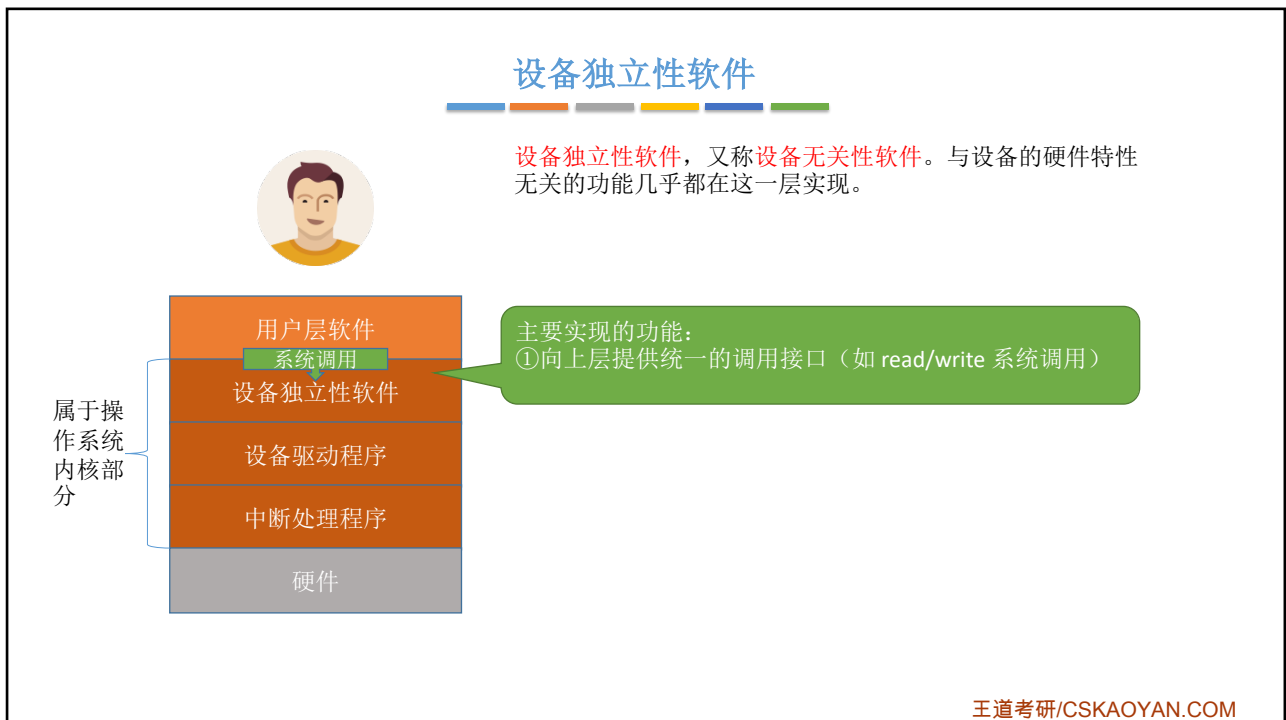 设备独立性软件
设备独立性软件，又称设备无关性软件。与设备的硬件特性
无关的功能几乎都在这一层实现。
用户层软件
系统调用
设备独立性软件
设备驱动程序
中断处理程序
硬件
属于操
作系统
内核部
分
主要实现的功能：
①向上层提供统一的调用接口（如 read/write 系统调用）
王道考研/CSKAOYAN.COM